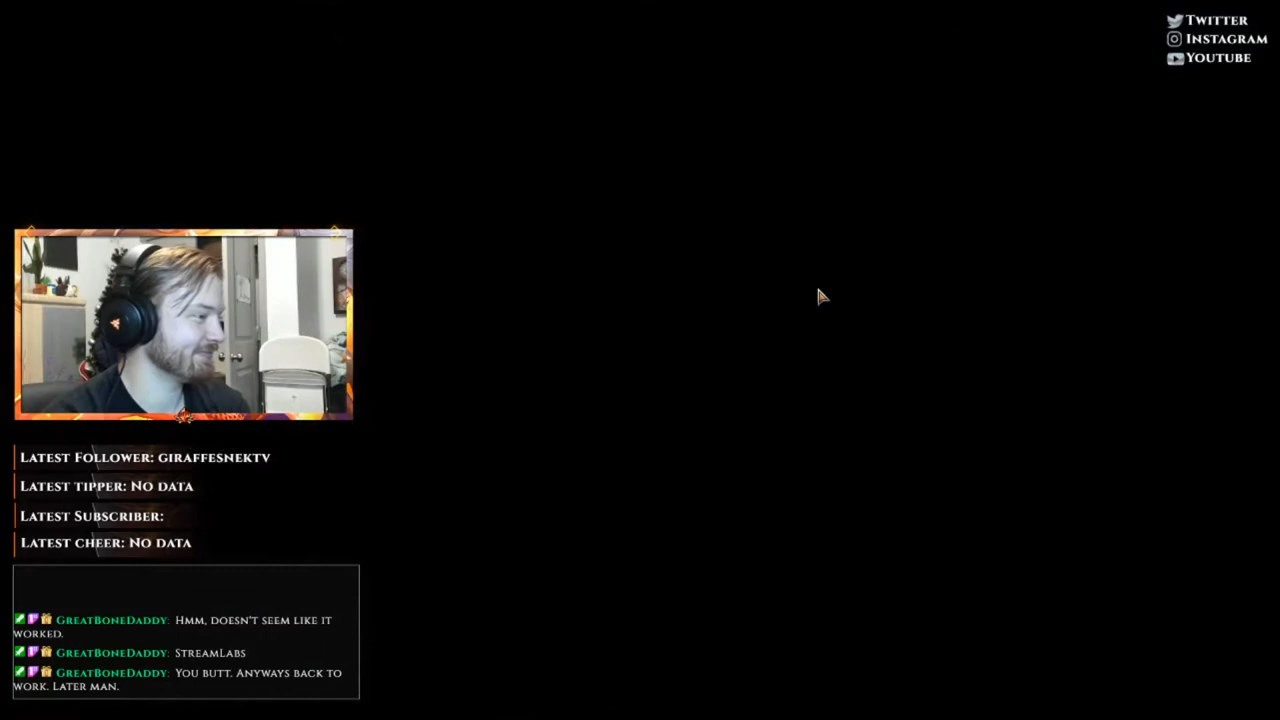 Twitter
Instagram
Youtube
Latest Follower: giraffesnektv
Latest tipper: No data
Latest Subscriber:
Latest cheer: No data
GreatBoneDaddy: Hmm, doesn't seem like it
worked.
GreatBoneDaddy: StreamLabs
GreatBoneDaddy: You butt. Anyways back to
work. Later man.